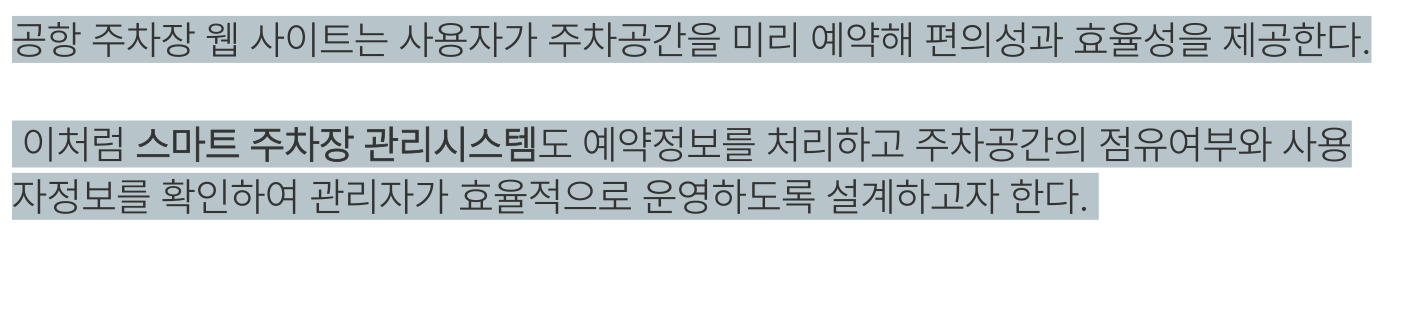 공항 주차장 웹 사이트는 사용자가 주차공간을 미리 예약해 편의성과 효율성을 제공한다.
이처럼 스마트 주차장 관리시스템도 예약정보를 처리하고 주차공간의 점유여부와 사용
자정보를 확인하여 관리자가 효율적으로 운영하도록 설계하고자 한다.